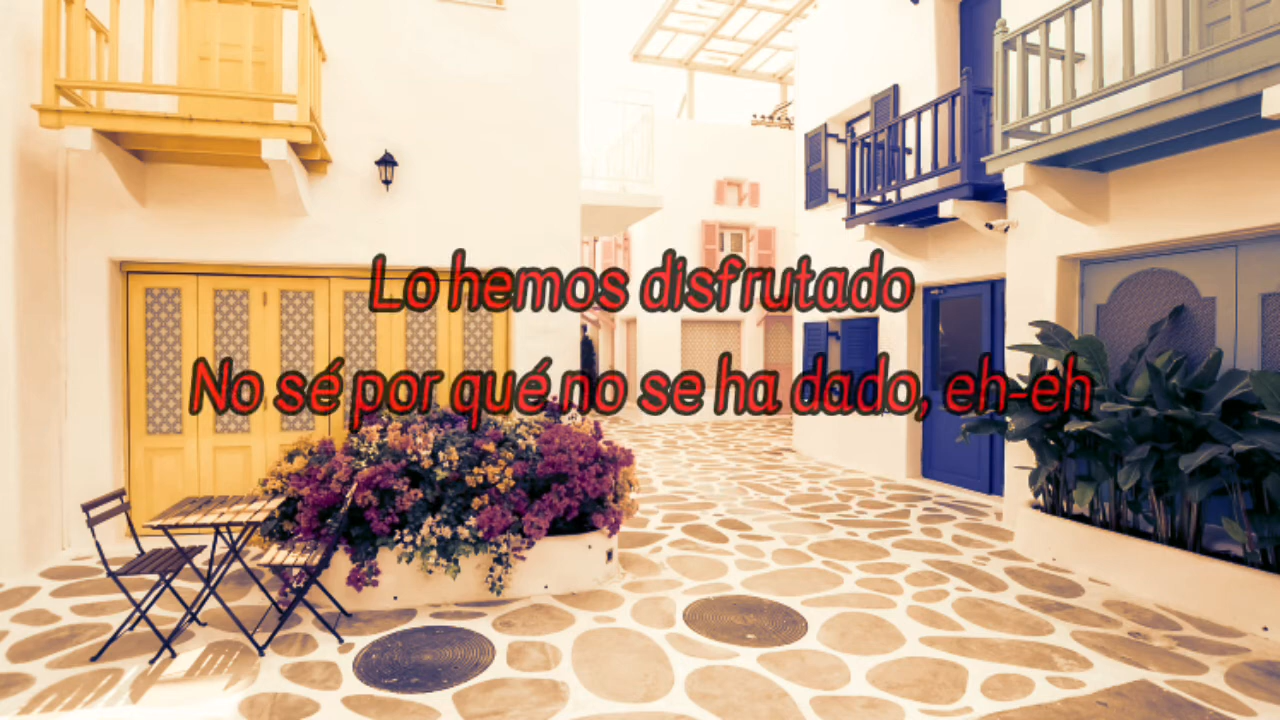 Lo hemos disfrutado
No sé por qué no se ha dado, eh-eh